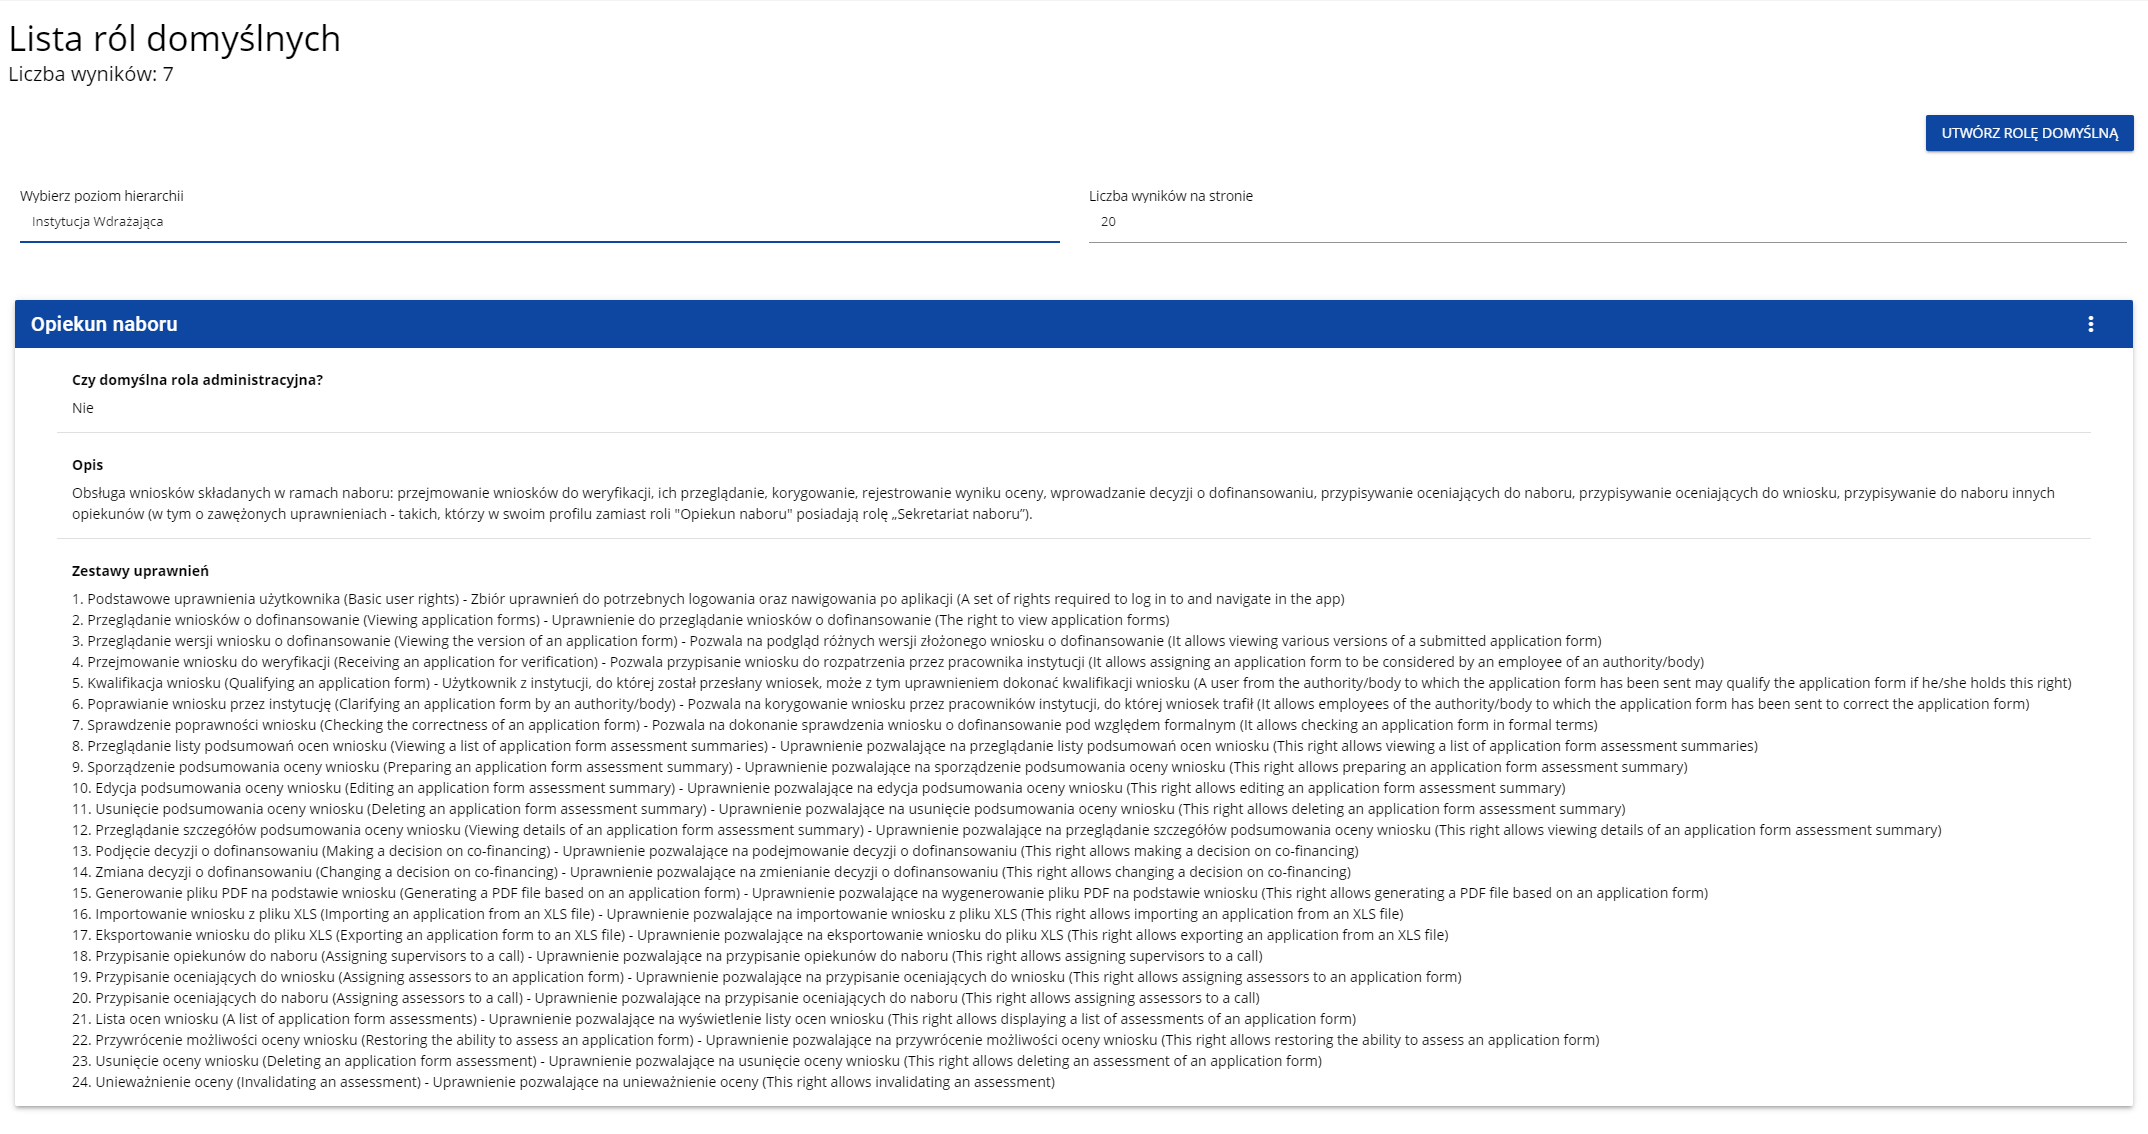 Lista ról domyślnych
Liczba wyników: 7
UTWÓRZ ROLĘ DOMYŚLNĄ
Wybierz poziom hierarchii
Instytucja Wdrażająca
Liczba wyników na stronie
20
Opiekun naboru
Czy domyślna rola administracyjna?
Nie
Opis
Obsługa wniosków składanych w ramach naboru: przejmowanie wniosków do weryfikacji, ich przeglądanie, korygowanie, rejestrowanie wyniku oceny, wprowadzanie decyzji o dofinansowaniu, przypisywanie oceniających do naboru, przypisywanie oceniających do wniosku, przypisywanie do naboru innych
opiekunów (w tym o zawężonych uprawnieniach - takich, którzy w swoim profilu zamiast roli "Opiekun naboru" posiadają rolę „Sekretariat naboru”).
Zestawy uprawnień
1. Podstawowe uprawnienia użytkownika (Basic user rights) - Zbiór uprawnień do potrzebnych logowania oraz nawigowania po aplikacji (A set of rights required to log in to and navigate in the app)
2. Przeglądanie wniosków o dofinansowanie (Viewing application forms) - Uprawnienie do przeglądanie wniosków o dofinansowanie (The right to view application forms)
3. Przeglądanie wersji wniosku o dofinansowanie (Viewing the version of an application form) - Pozwala na podgląd różnych wersji złożonego wniosku o dofinansowanie (It allows viewing various versions of a submitted application form)
4. Przejmowanie wniosku do weryfikacji (Receiving an application for verification) - Pozwala przypisanie wniosku do rozpatrzenia przez pracownika instytucji (It allows assigning an application form to be considered by an employee of an authority/body)
5. Kwalifikacja wniosku (Qualifying an application form) - Użytkownik z instytucji, do której został przesłany wniosek, może z tym uprawnieniem dokonać kwalifikacji wniosku (A user from the authority/body to which the application form has been sent may qualify the application form if he/she holds this right)
6. Poprawianie wniosku przez instytucję (Clarifying an application form by an authority/body) - Pozwala na korygowanie wniosku przez pracowników instytucji, do której wniosek trafił (It allows employees of the authority/body to which the application form has been sent to correct the application form)
7. Sprawdzenie poprawności wniosku (Checking the correctness of an application form) - Pozwala na dokonanie sprawdzenia wniosku o dofinansowanie pod względem formalnym (It allows checking an application form in formal terms)
8. Przeglądanie listy podsumowań ocen wniosku (Viewing a list of application form assessment summaries) - Uprawnienie pozwalające na przeglądanie listy podsumowań ocen wniosku (This right allows viewing a list of application form assessment summaries)
9. Sporządzenie podsumowania oceny wniosku (Preparing an application form assessment summary) - Uprawnienie pozwalające na sporządzenie podsumowania oceny wniosku (This right allows preparing an application form assessment summary)
10. Edycja podsumowania oceny wniosku (Editing an application form assessment summary) - Uprawnienie pozwalające na edycja podsumowania oceny wniosku (This right allows editing an application form assessment summary)
11. Usunięcie podsumowania oceny wniosku (Deleting an application form assessment summary) - Uprawnienie pozwalające na usunięcie podsumowania oceny wniosku (This right allows deleting an application form assessment summary)
12. Przeglądanie szczegółów podsumowania oceny wniosku (Viewing details of an application form assessment summary) - Uprawnienie pozwalające na przeglądanie szczegółów podsumowania oceny wniosku (This right allows viewing details of an application form assessment summary)
13. Podjęcie decyzji o dofinansowaniu (Making a decision on co-financing) - Uprawnienie pozwalające na podejmowanie decyzji o dofinansowaniu (This right allows making a decision on co-financing)
14. Zmiana decyzji o dofinansowaniu (Changing a decision on co-financing) - Uprawnienie pozwalające na zmienianie decyzji o dofinansowaniu (This right allows changing a decision on co-financing)
15. Generowanie pliku PDF na podstawie wniosku (Generating a PDF file based on an application form) - Uprawnienie pozwalające na wygenerowanie pliku PDF na podstawie wniosku (This right allows generating a PDF file based on an application form)
16. Importowanie wniosku z pliku XLS (Importing an application from an XLS file) - Uprawnienie pozwalające na importowanie wniosku z pliku XLS (This right allows importing an application from an XLS file)
17. Eksportowanie wniosku do pliku XLS (Exporting an application form to an XLS file) - Uprawnienie pozwalające na eksportowanie wniosku do pliku XLS (This right allows exporting an application from an XLS file)
18. Przypisanie opiekunów do naboru (Assigning supervisors to a call) - Uprawnienie pozwalające na przypisanie opiekunów do naboru (This right allows assigning supervisors to a call)
19. Przypisanie oceniających do wniosku (Assigning assessors to an application form) - Uprawnienie pozwalające na przypisanie oceniających do wniosku (This right allows assigning assessors to an application form)
20. Przypisanie oceniających do naboru (Assigning assessors to a call) - Uprawnienie pozwalające na przypisanie oceniających do naboru (This right allows assigning assessors to a call)
21. Lista ocen wniosku (A list of application form assessments) - Uprawnienie pozwalające na wyświetlenie listy ocen wniosku (This right allows displaying a list of assessments of an application form)
22. Przywrócenie możliwości oceny wniosku (Restoring the ability to assess an application form) - Uprawnienie pozwalające na przywrócenie możliwości oceny wniosku (This right allows restoring the ability to assess an application form)
23. Usunięcie oceny wniosku (Deleting an application form assessment) - Uprawnienie pozwalające na usunięcie oceny wniosku (This right allows deleting an assessment of an application form)
24. Unieważnienie oceny (Invalidating an assessment) - Uprawnienie pozwalające na unieważnienie oceny (This right allows invalidating an assessment)